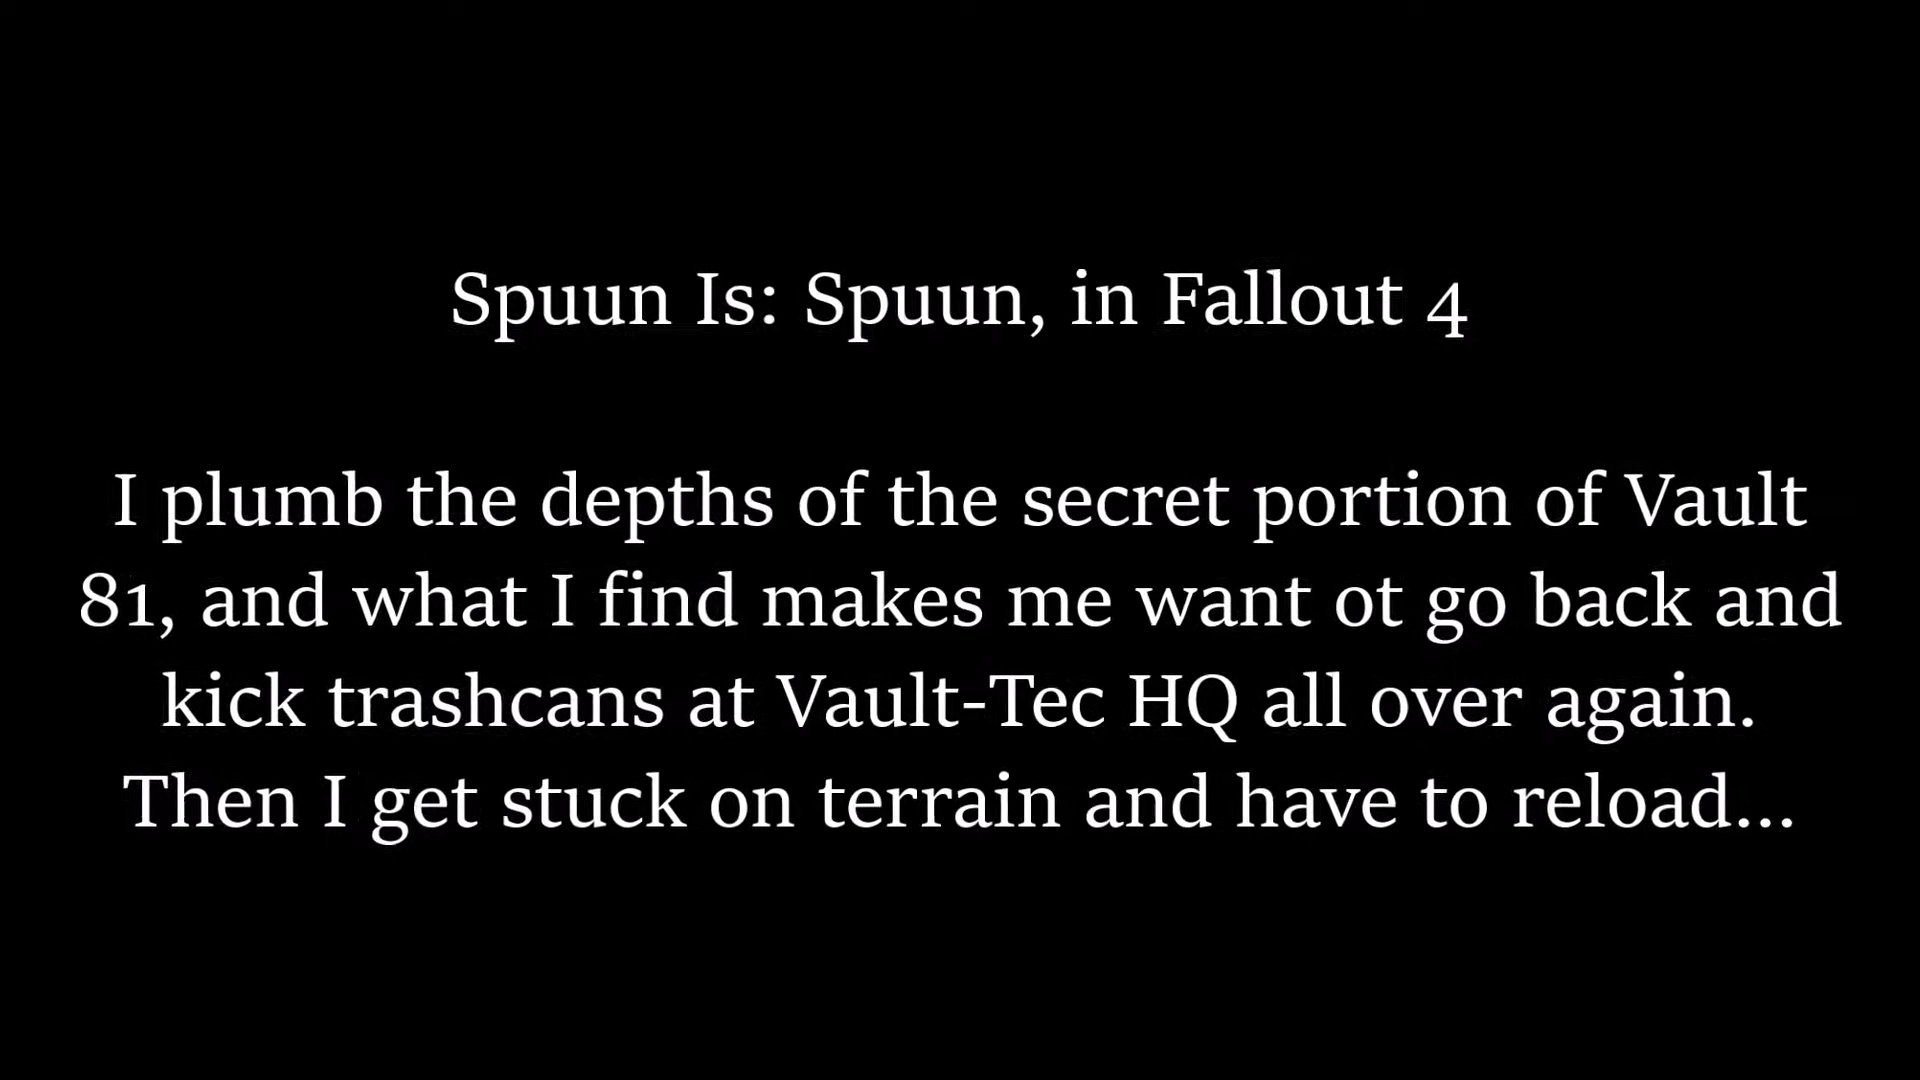 Spuun Is: Spuun, in Fallout 4
I plumb the depths of the secret portion of Vault
81, and what I find makes me want ot go back and
kick trashcans at Vault-Tec HQ all over again.
Then I get stuck on terrain and have to reload...